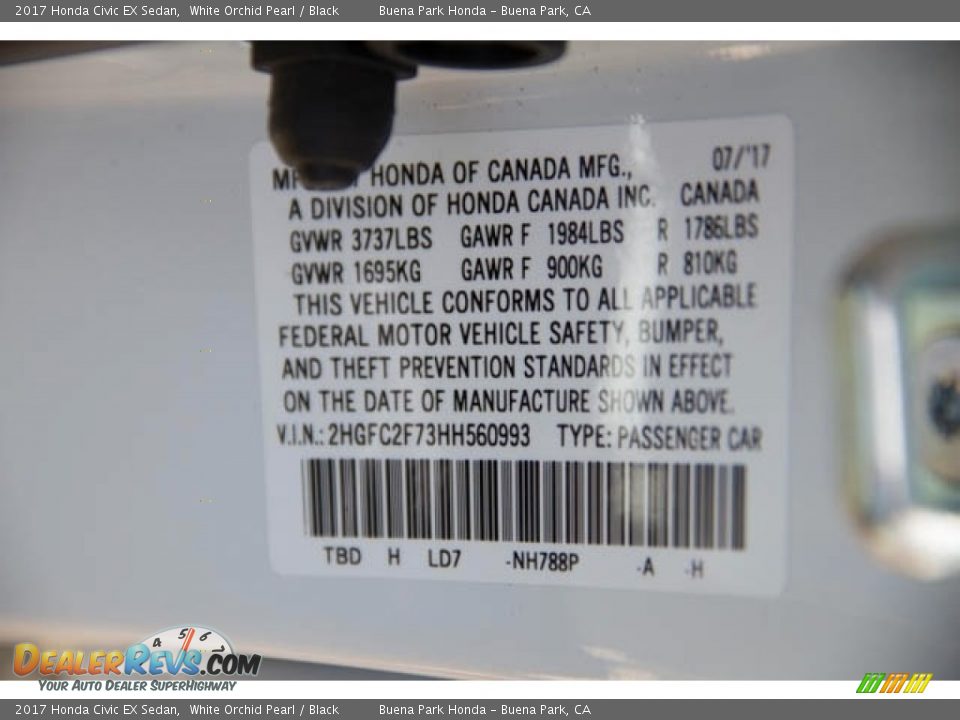 2017 Honda Civic EX Sedan, White Orchid Pearl / Black Buena Park Honda - Buena Park, CA
HONDA OF CANADA MFG., 07/'17
A DIVISION OF HONDA CANADA INC. CANADA
GVWR 3737LBS GAWR F 1984LBS R 1786LBS
GVWR 1695KG GAWR F 900KG R 810KG
THIS VEHICLE CONFORMS TO ALL APPLICABLE
FEDERAL MOTOR VEHICLE SAFETY, BUMPER,
AND THEFT PREVENTION STANDARDS IN EFFECT
ON THE DATE OF MANUFACTURE SHOWN ABOVE.
V.I.N.: 2HGFC2F73HH560993 TYPE: PASSENGER CAR
TBD H LD7 -NH788P -A -H
4 5 6 7
DEALERREVS.COM
YOUR AUTO DEALER SUPERHIGHWAY
2017 Honda Civic EX Sedan, White Orchid Pearl / Black Buena Park Honda - Buena Park, CA